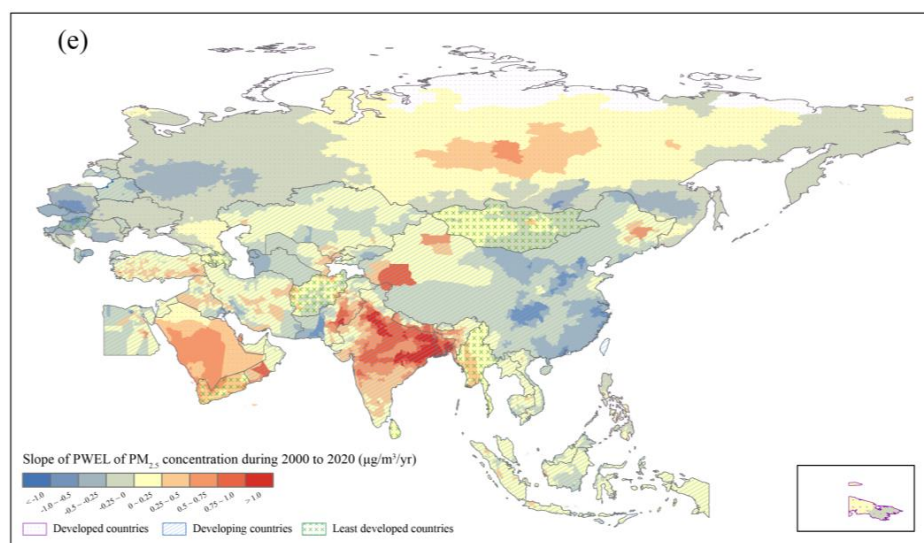 (e)
Slope of PWEL of PM2.5 concentration during 2000 to 2020 (μg/m³/yr)
< -1.0 -1.0 – -0.5 -0.5 – -0.25 -0.25 – 0 0 – 0.25 0.25 – 0.5 0.5 – 0.75 0.75 – 1.0 > 1.0
Developed countries Developing countries Least developed countries